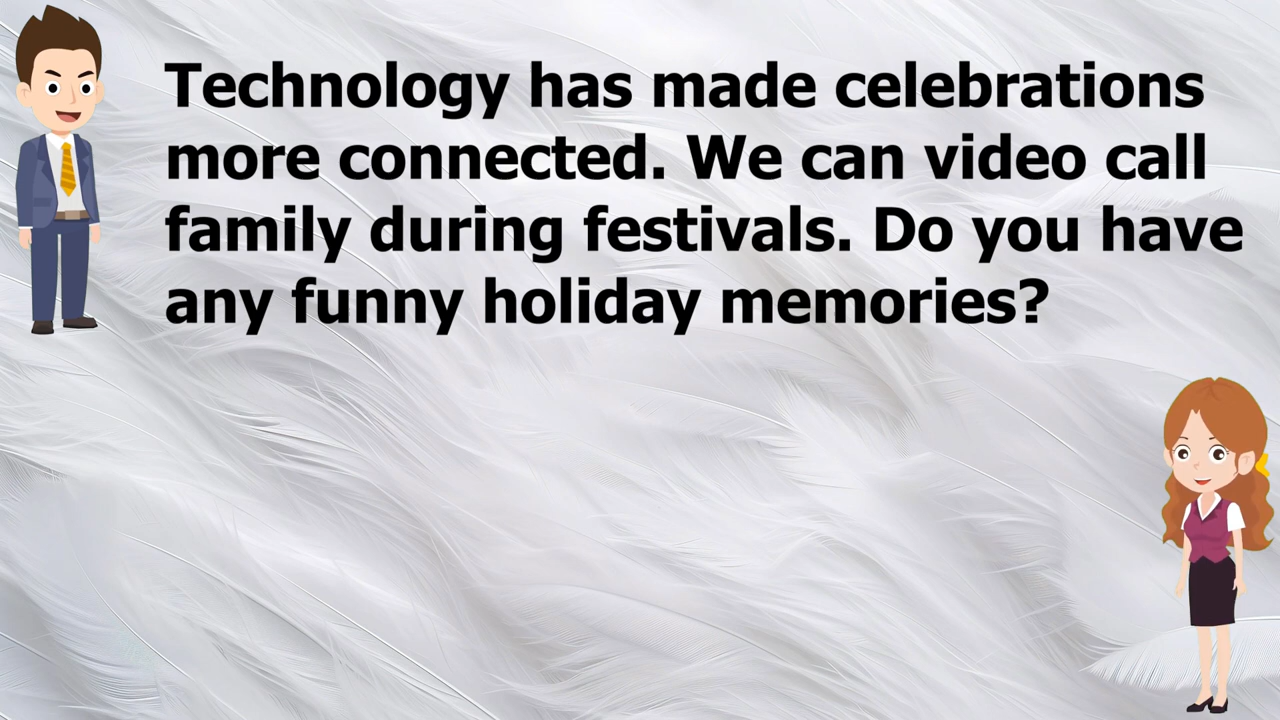 Technology has made celebrations
more connected. We can video call
family during festivals. Do you have
any funny holiday memories?